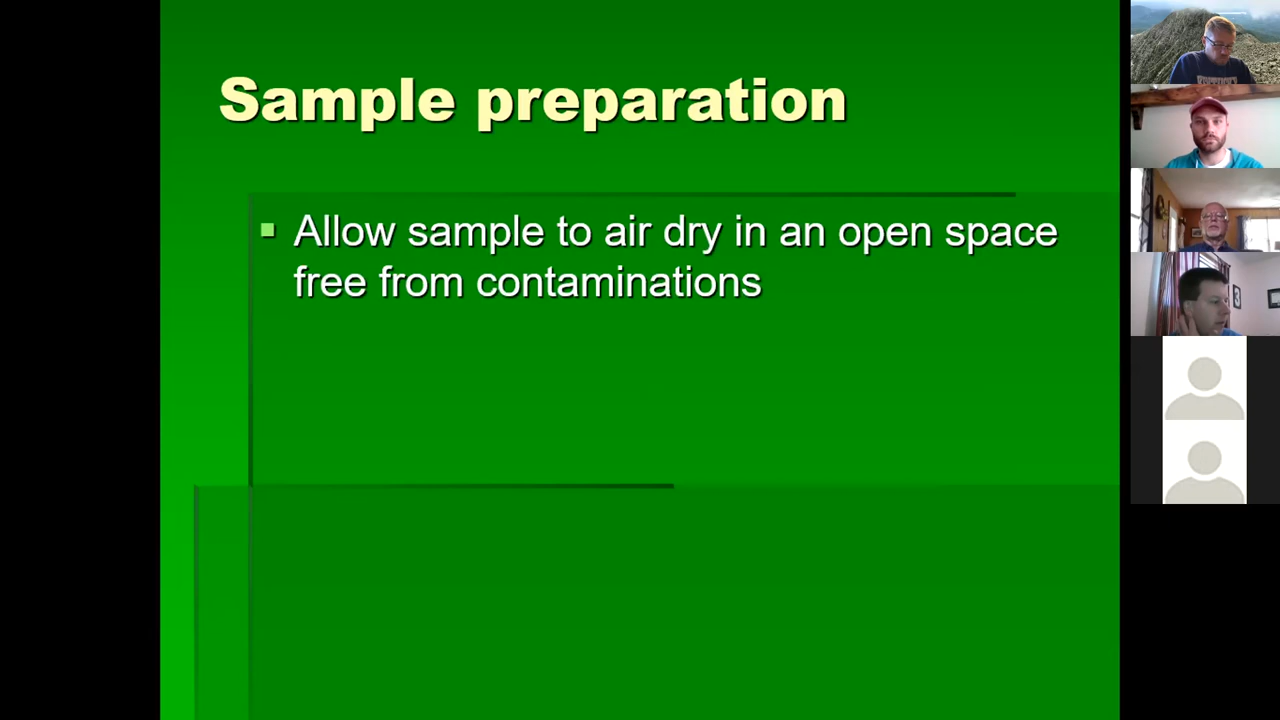 Sample preparation
Allow sample to air dry in an open space
free from contaminations